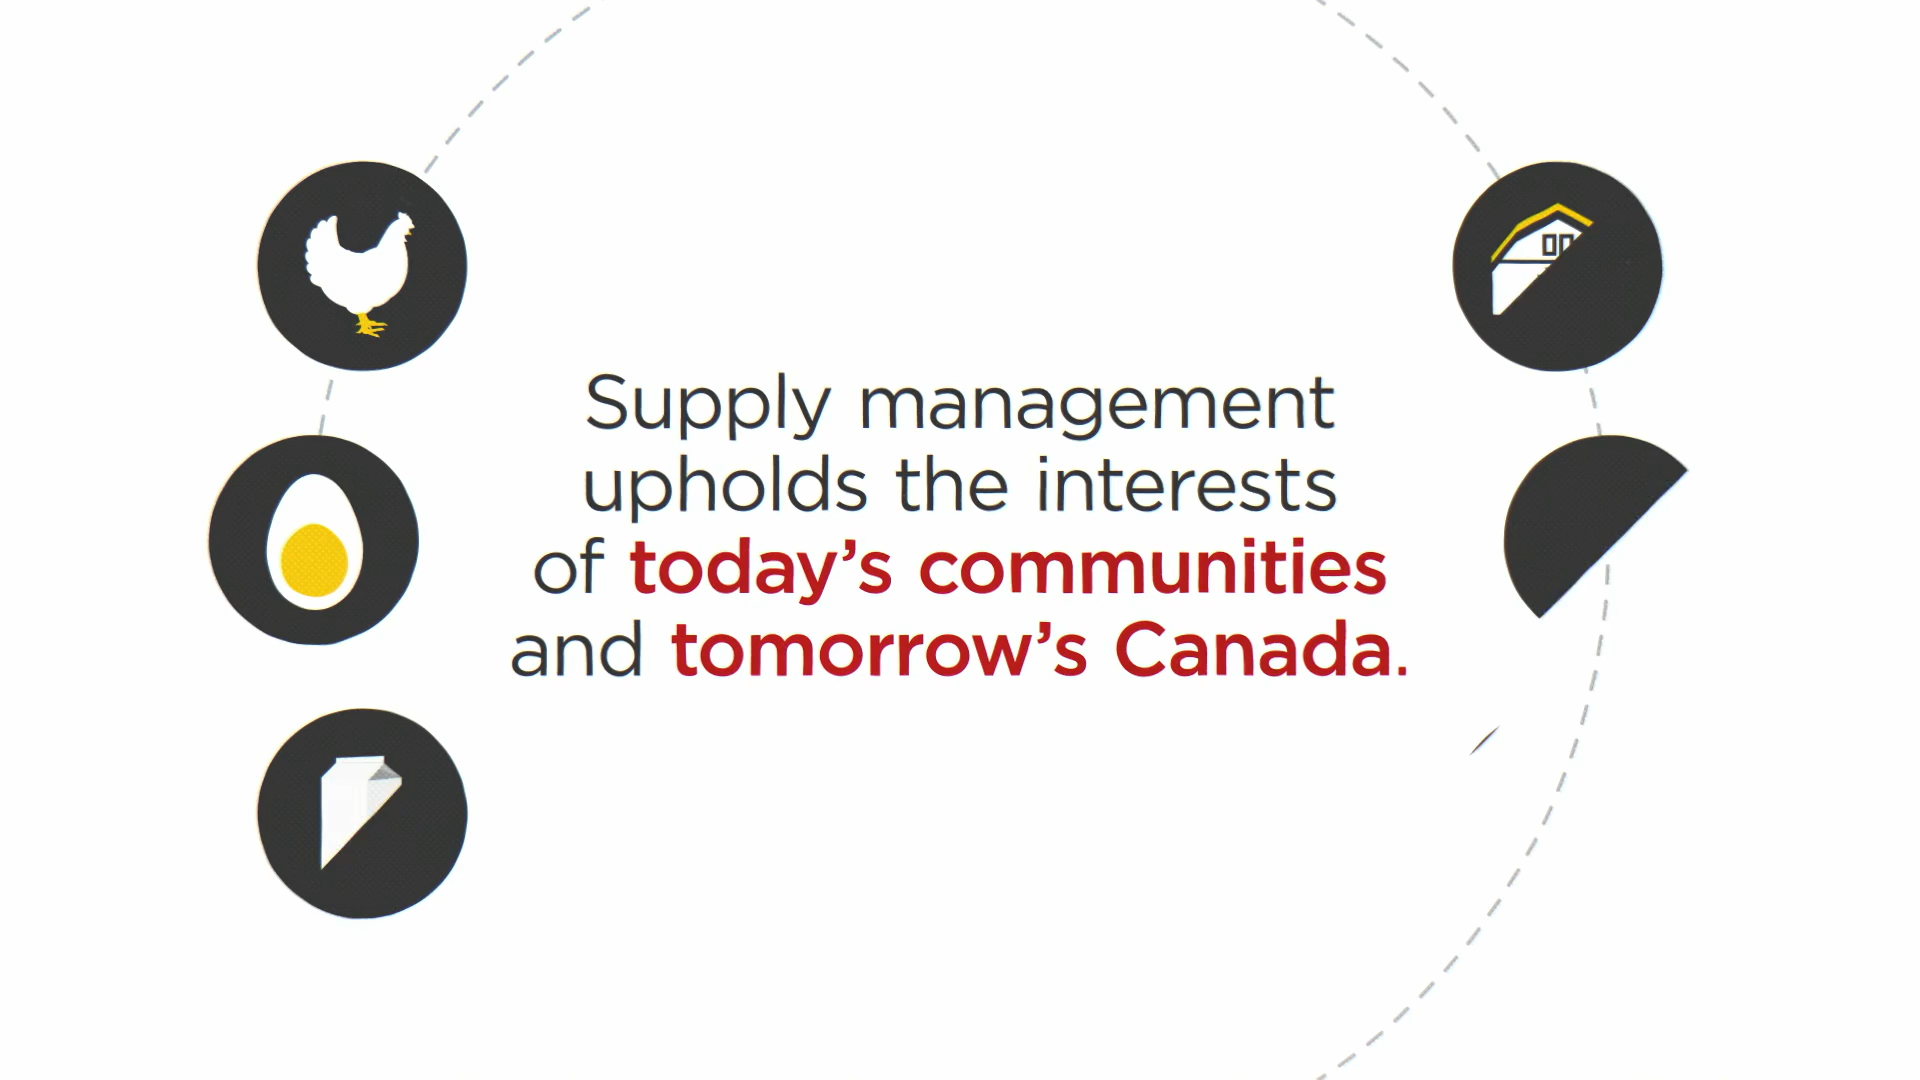 Supply management
upholds the interests
of today’s communities
and tomorrow’s Canada.